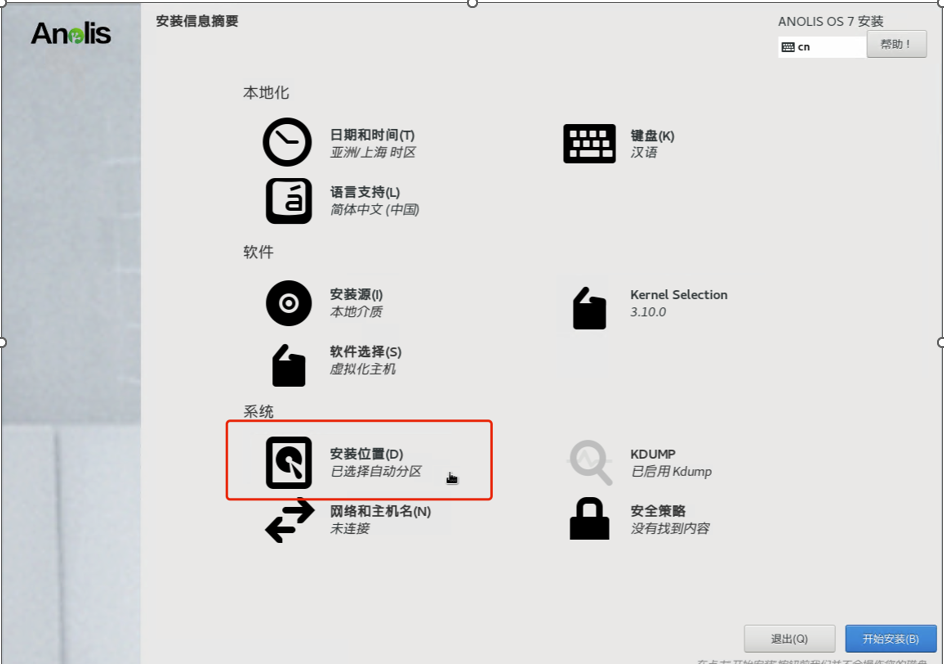 Anolis
安装信息摘要
ANOLIS OS 7 安装
cn
帮助！
本地化
日期和时间(T)
亚洲/上海 时区
键盘(K)
汉语
语言支持(L)
简体中文 (中国)
软件
安装源(I)
本地介质
Kernel Selection
3.10.0
软件选择(S)
虚拟化主机
系统
安装位置(D)
已选择自动分区
KDUMP
已启用 Kdump
网络和主机名(N)
未连接
安全策略
没有找到内容
退出(Q)
开始安装(B)